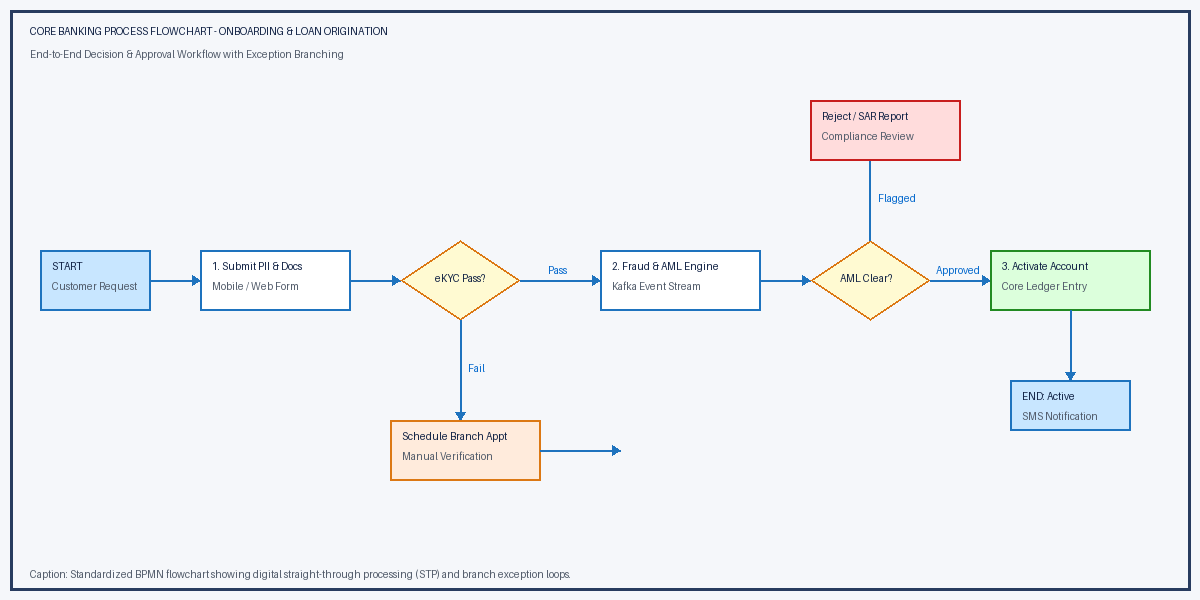 CORE BANKING PROCESS FLOWCHART - ONBOARDING & LOAN ORIGINATION
End-to-End Decision & Approval Workflow with Exception Branching
Reject / SAR Report
Compliance Review
Flagged
START
Customer Request
1. Submit PII & Docs
Mobile / Web Form
eKYC Pass?
Pass
2. Fraud & AML Engine
Kafka Event Stream
AML Clear?
Approved
3. Activate Account
Core Ledger Entry
Fail
Schedule Branch Appt
Manual Verification
END: Active
SMS Notification
Caption: Standardized BPMN flowchart showing digital straight-through processing (STP) and branch exception loops.